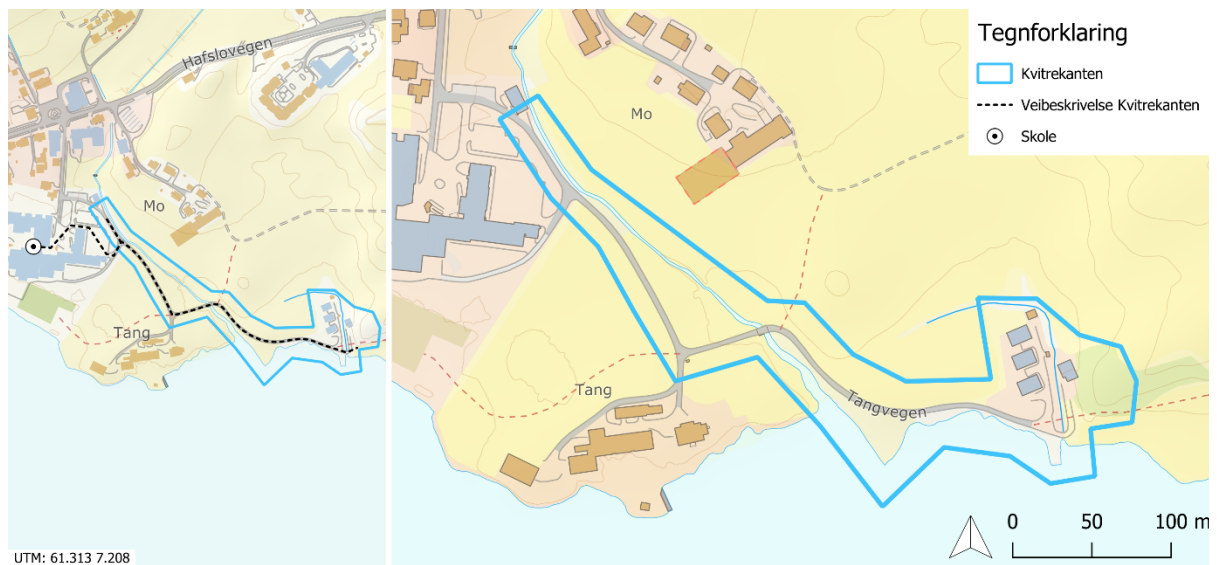 Hafslovegen
Mo
Tang
UTM: 61.313 7.208
Mo
Tang
Tangvegen
Tegnforklaring
Kvitrekanten
Veibeskrivelse Kvitrekanten
Skole
0 50 100 m